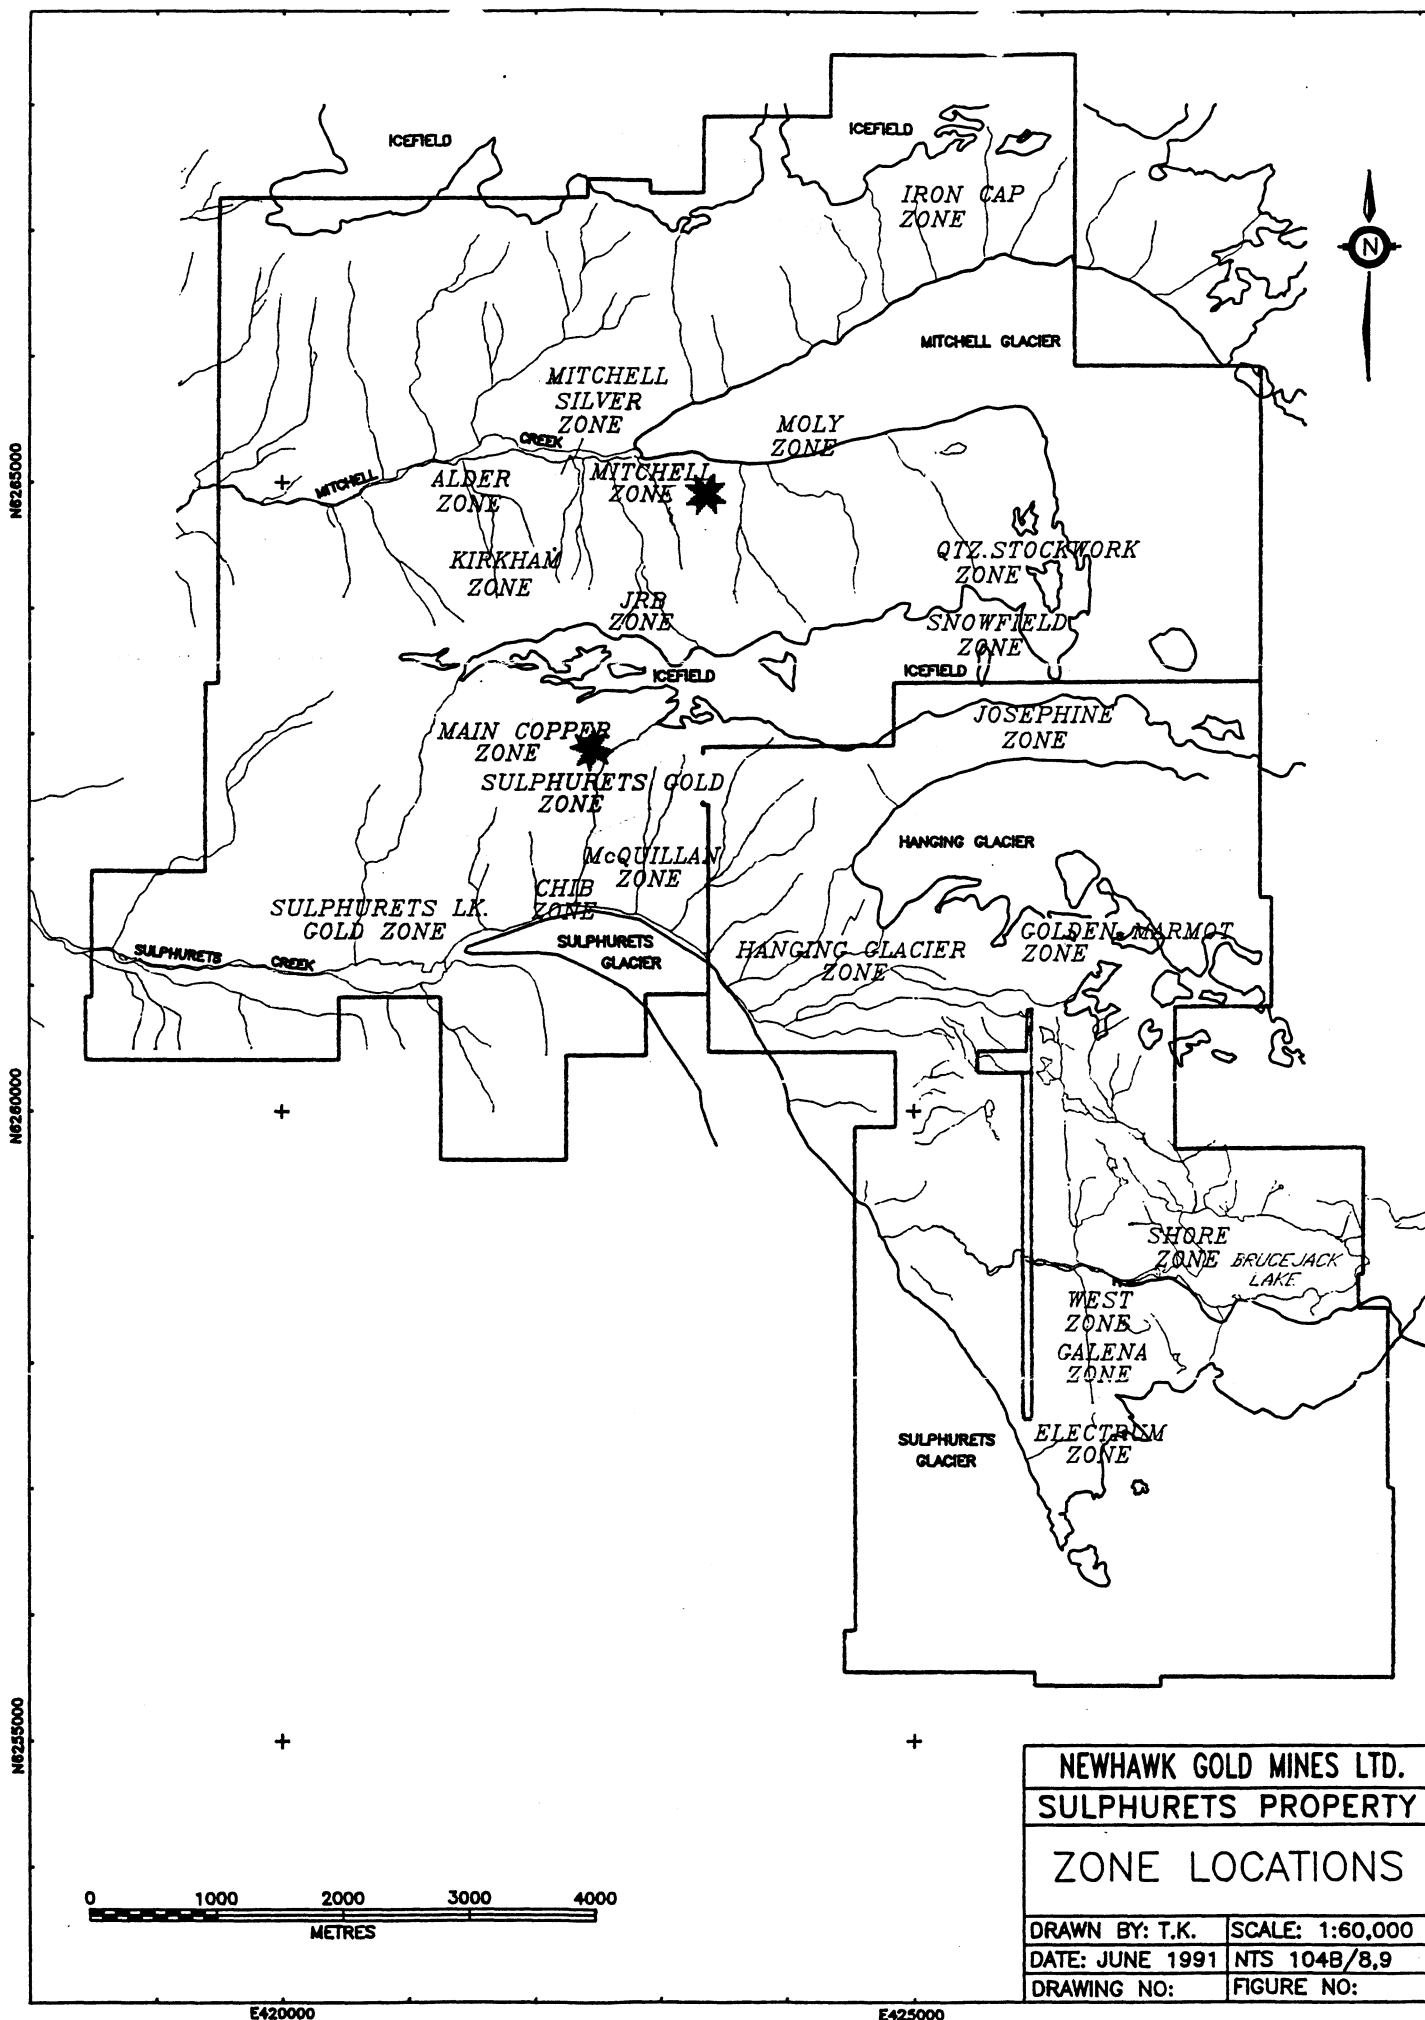 ICEFIELD
ICEFIELD
IRON CAP
ZONE
N
MITCHELL GLACIER
MITCHELL
SILVER
ZONE
MOLY
ZONE
CREEK
MITCHELL
ALDER
ZONE
MITCHELL
ZONE
N6265000
KIRKHAM
ZONE
QTZ.STOCKWORK
ZONE
JRB
ZONE
SNOWFIELD
ZONE
ICEFIELD
ICEFIELD
JOSEPHINE
ZONE
MAIN COPPER
ZONE
SULPHURETS GOLD
ZONE
HANGING GLACIER
McQUILLAN
ZONE
CHIB
ZONE
SULPHURETS LK.
GOLD ZONE
SULPHURETS
GLACIER
GOLDEN MARMOT
ZONE
HANGING GLACIER
ZONE
SULPHURETS
CREEK
N6260000
SHORE
ZONE
BRUCEJACK
LAKE
WEST
ZONE
GALENA
ZONE
ELECTRUM
ZONE
SULPHURETS
GLACIER
N6255000
NEWHAWK GOLD MINES LTD.
SULPHURETS PROPERTY
ZONE LOCATIONS
DRAWN BY: T.K. SCALE: 1:60,000
DATE: JUNE 1991 NTS 104B/8,9
DRAWING NO: FIGURE NO:
0 1000 2000 3000 4000
METRES
E420000 E425000